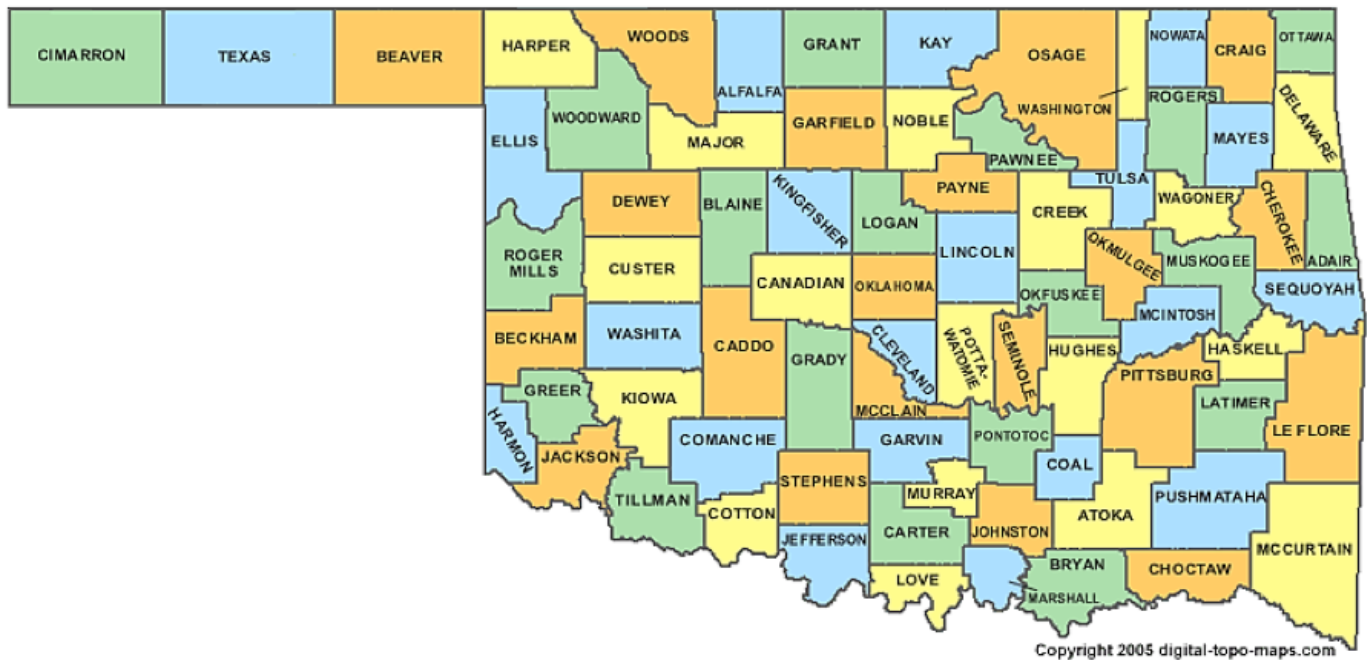 CIMARRON
TEXAS
BEAVER
HARPER
WOODS
ALFALFA
GRANT
KAY
OSAGE
WASHINGTON
NOWATA
CRAIG
OTTAWA
ELLIS
WOODWARD
MAJOR
GARFIELD
NOBLE
PAWNEE
ROGERS
MAYES
DELAWARE
DEWEY
BLAINE
KINGFISHER
LOGAN
PAYNE
CREEK
TULSA
WAGONER
CHEROKEE
ADAIR
ROGER
MILLS
CUSTER
CANADIAN
OKLAHOMA
LINCOLN
OKMULGEE
MUSKOGEE
SEQUOYAH
BECKHAM
WASHITA
CADDO
GRADY
CLEVELAND
POTTA-
WATOMIE
SEMINOLE
OKFUSKEE
HUGHES
MCINTOSH
HASKELL
PITTSBURG
GREER
KIOWA
MCCLAIN
LATIMER
LE FLORE
HARMON
JACKSON
COMANCHE
GARVIN
PONTOTOC
COAL
TILLMAN
COTTON
STEPHENS
MURRAY
PUSHMATAHA
JEFFERSON
CARTER
JOHNSTON
ATOKA
MCCURTAIN
LOVE
MARSHALL
BRYAN
CHOCTAW
Copyright 2005 digital-topo-maps.com